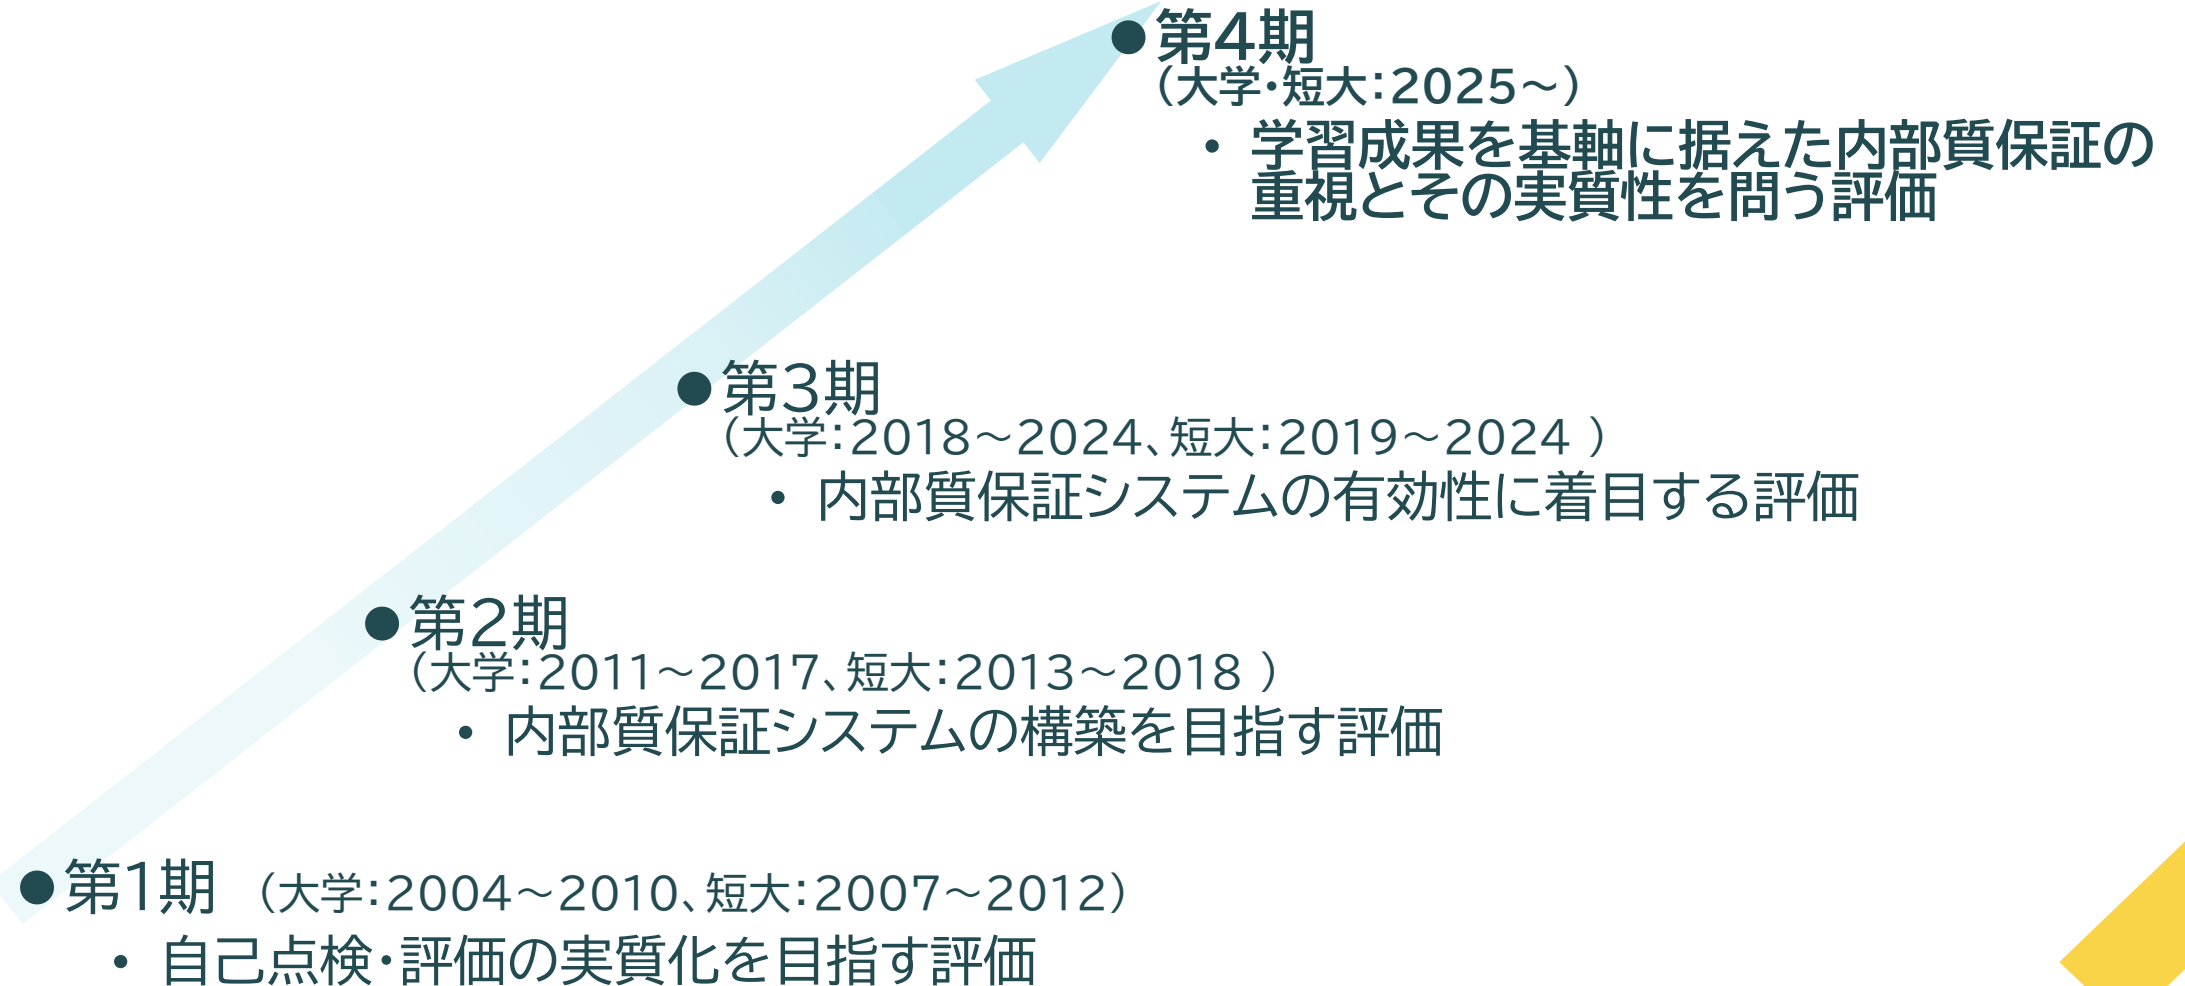 ●第4期
（大学・短大：2025～）
・ 学習成果を基軸に据えた内部質保証の
重視とその実質性を問う評価
●第3期
（大学：2018～2024、短大：2019～2024 ）
・ 内部質保証システムの有効性に着目する評価
●第2期
（大学：2011～2017、短大：2013～2018 ）
・ 内部質保証システムの構築を目指す評価
●第1期 （大学：2004～2010、短大：2007～2012）
・ 自己点検・評価の実質化を目指す評価